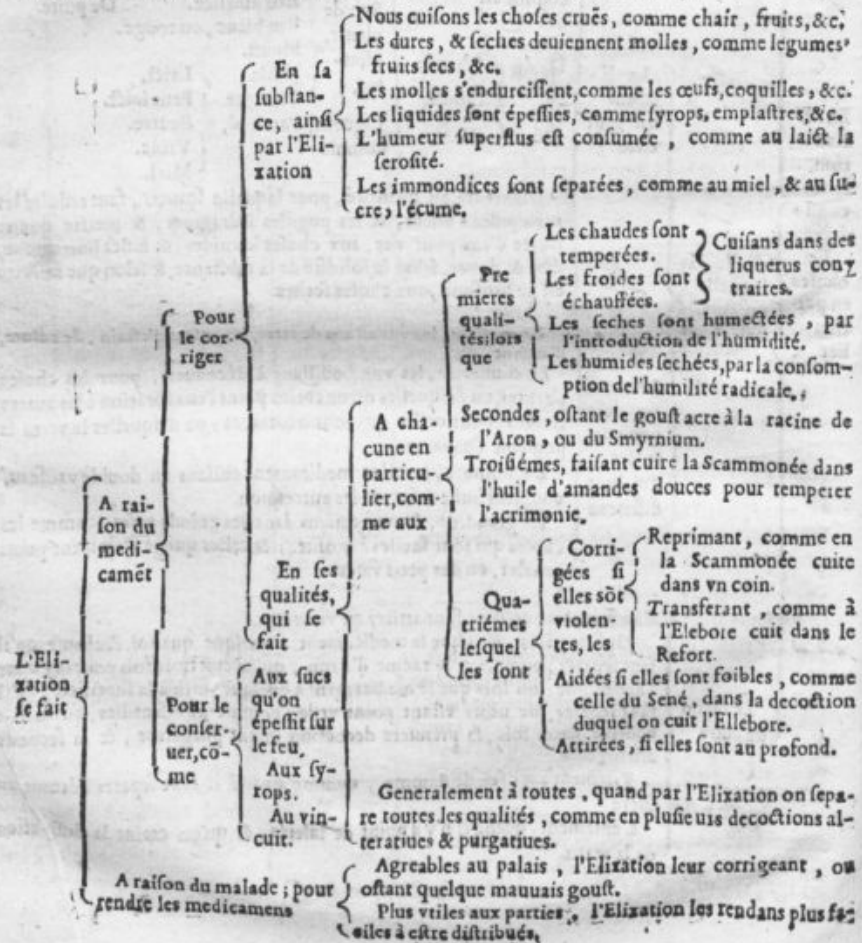 Nous cuiſons les choſes cruës, comme chair, fruits, &c.
Les dures, & ſeches deuiennent molles, comme legumes,
fruits ſecs, &c.
En ſa
ſubſtan-
ce, ainſi
par l'Eli-
xation
Les molles s'endurciſſent, comme les œufs, coquilles, &c.
Les liquides ſont épeſſies, comme ſyrops, emplaſtres, &c.
L'humeur ſuperflus eſt conſumée, comme au laict la
ſeroſité.
Les immondices ſont ſeparées, comme au miel, & au ſu-
cre, l'écume.
Pour
le cor-
riger
Pre
mieres
quali-
tés lors
que
Les chaudes ſont
temperées.
Les froides ſont
échauffées.
Cuiſans dans des
liquerus con
traires.
Les ſeches ſont humectées, par
l'introduction de l'humidité.
Les humides ſechées, par la conſom-
ption de l'humilité radicale.
A cha-
cune en
particu-
lier, com
me aux
Secondes, oſtant le gouſt acre à la racine de
l'Aron, ou du Smyrnium.
Troiſiémes, faiſant cuire la Scammonée dans
l'huile d'amandes douces pour temperer
l'acrimonie.
A rai-
ſon du
medi-
camét
En ſes
qualités,
qui ſe
fait
Qua-
triémes
leſquel
les ſont
Corri-
gées ſi
elles sõt
violen-
tes, les
Reprimant, comme en
la Scammonée cuite
dans vn coin.
Transferant, comme à
l'Elebore cuit dans le
Refort.
Aidées ſi elles ſont foibles, comme
celle du Sené, dans la decoction
duquel on cuit l'Ellebore.
Attirées, ſi elles ſont au profond.
L'Eli-
xation
ſe fait
Pour le
conſer-
uer, cõ-
me
Aux ſucs
qu'on
épeſſit ſur
le feu.
Aux ſy-
rops.
Au vin-
cuit.
Generalement à toutes, quand par l'Elixation on ſepa-
re toutes les qualités, comme en pluſieuis decoctions al-
teratiues & purgatiues.
A raiſon du malade; pour
rendre les medicamens
Agreables au palais, l'Elixation leur corrigeant, ou
oſtant quelque mauuais gouſt.
Plus vtiles aux parties, l'Elixation les rendans plus fa-
ciles à eſtre diſtribués.